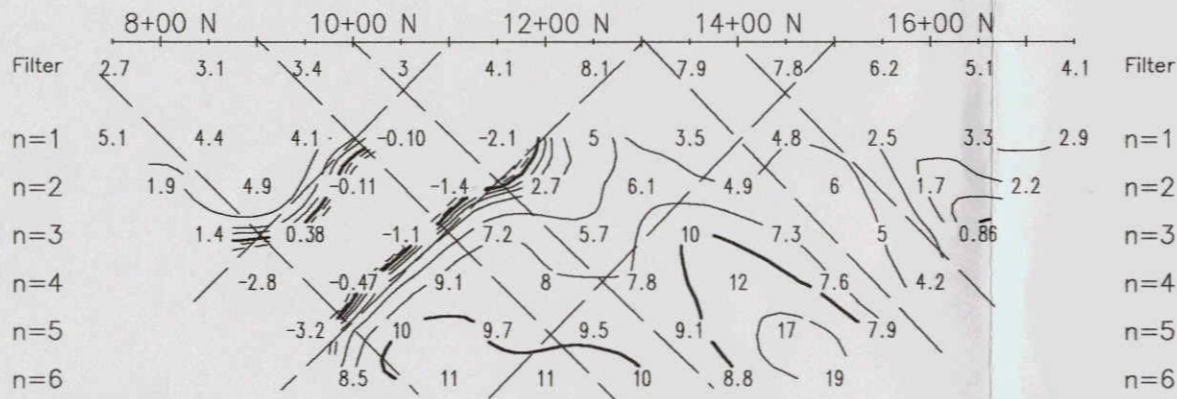 8+00 N 10+00 N 12+00 N 14+00 N 16+00 N
Filter 2.7 3.1 3.4 3 4.1 8.1 7.9 7.8 6.2 5.1 4.1 Filter
n=1 5.1 4.4 4.1 -0.10 -2.1 5 3.5 4.8 2.5 3.3 2.9 n=1
n=2 1.9 4.9 -0.11 -1.4 2.7 6.1 4.9 6 1.7 2.2 n=2
n=3 1.4 0.38 -1.1 7.2 5.7 10 7.3 5 0.86 n=3
n=4 -2.8 -0.47 9.1 8 7.8 12 7.6 4.2 n=4
n=5 -3.2 10 9.7 9.5 9.1 17 7.9 n=5
n=6 8.5 11 11 10 8.8 19 n=6